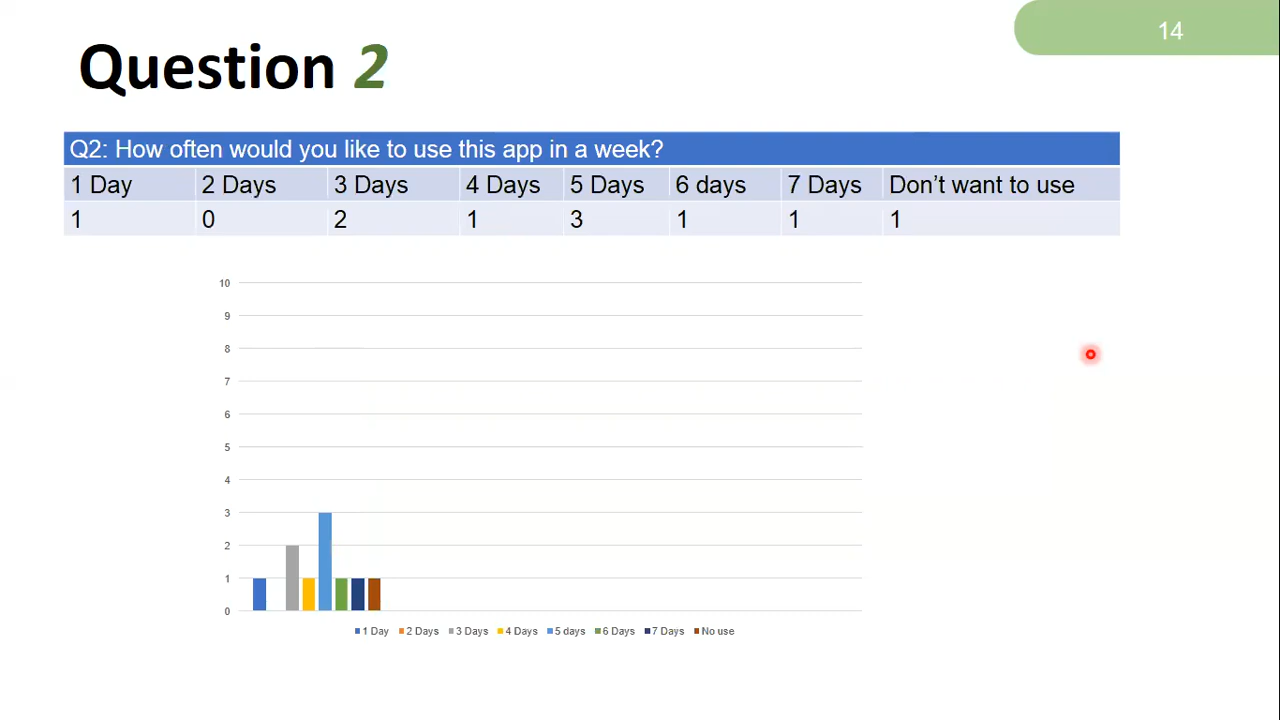 14
Question 2
Q2: How often would you like to use this app in a week?
1 Day 2 Days 3 Days 4 Days 5 Days 6 days 7 Days Don’t want to use
1 0 2 1 3 1 1 1
10
9
8
7
6
5
4
3
2
1
0
1 Day 2 Days 3 Days 4 Days 5 days 6 Days 7 Days No use